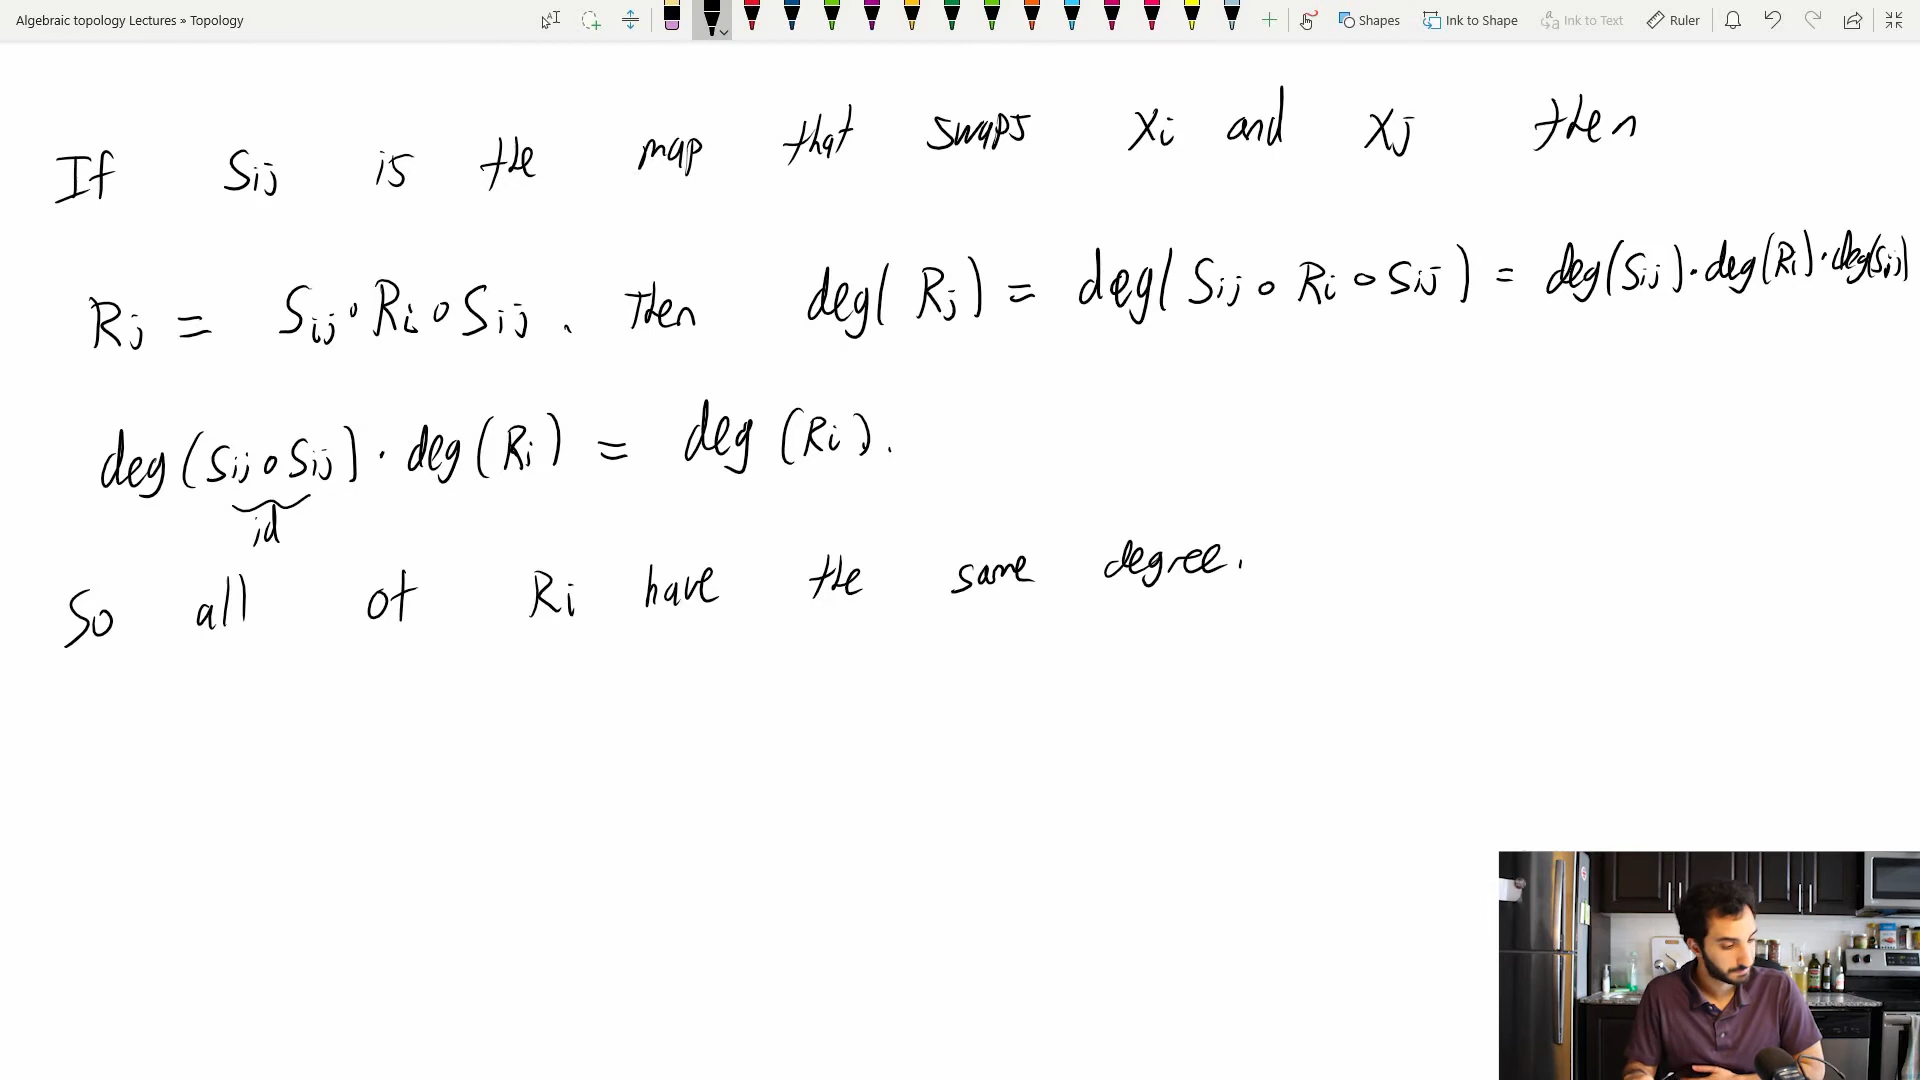 Algebraic topology Lectures » Topology
Shapes
Ink to Shape
Ink to Text
Ruler
If Sij is the map that swaps Xi and Xj then
Rj = Sij∘Ri∘Sij. Then deg(Rj) = deg(Sij∘Ri∘Sij) = deg(Sij)·deg(Ri)·deg(Sij)
deg(Sij∘Sij)·deg(Ri) = deg(Ri).
id
So all of Ri have the same degree.